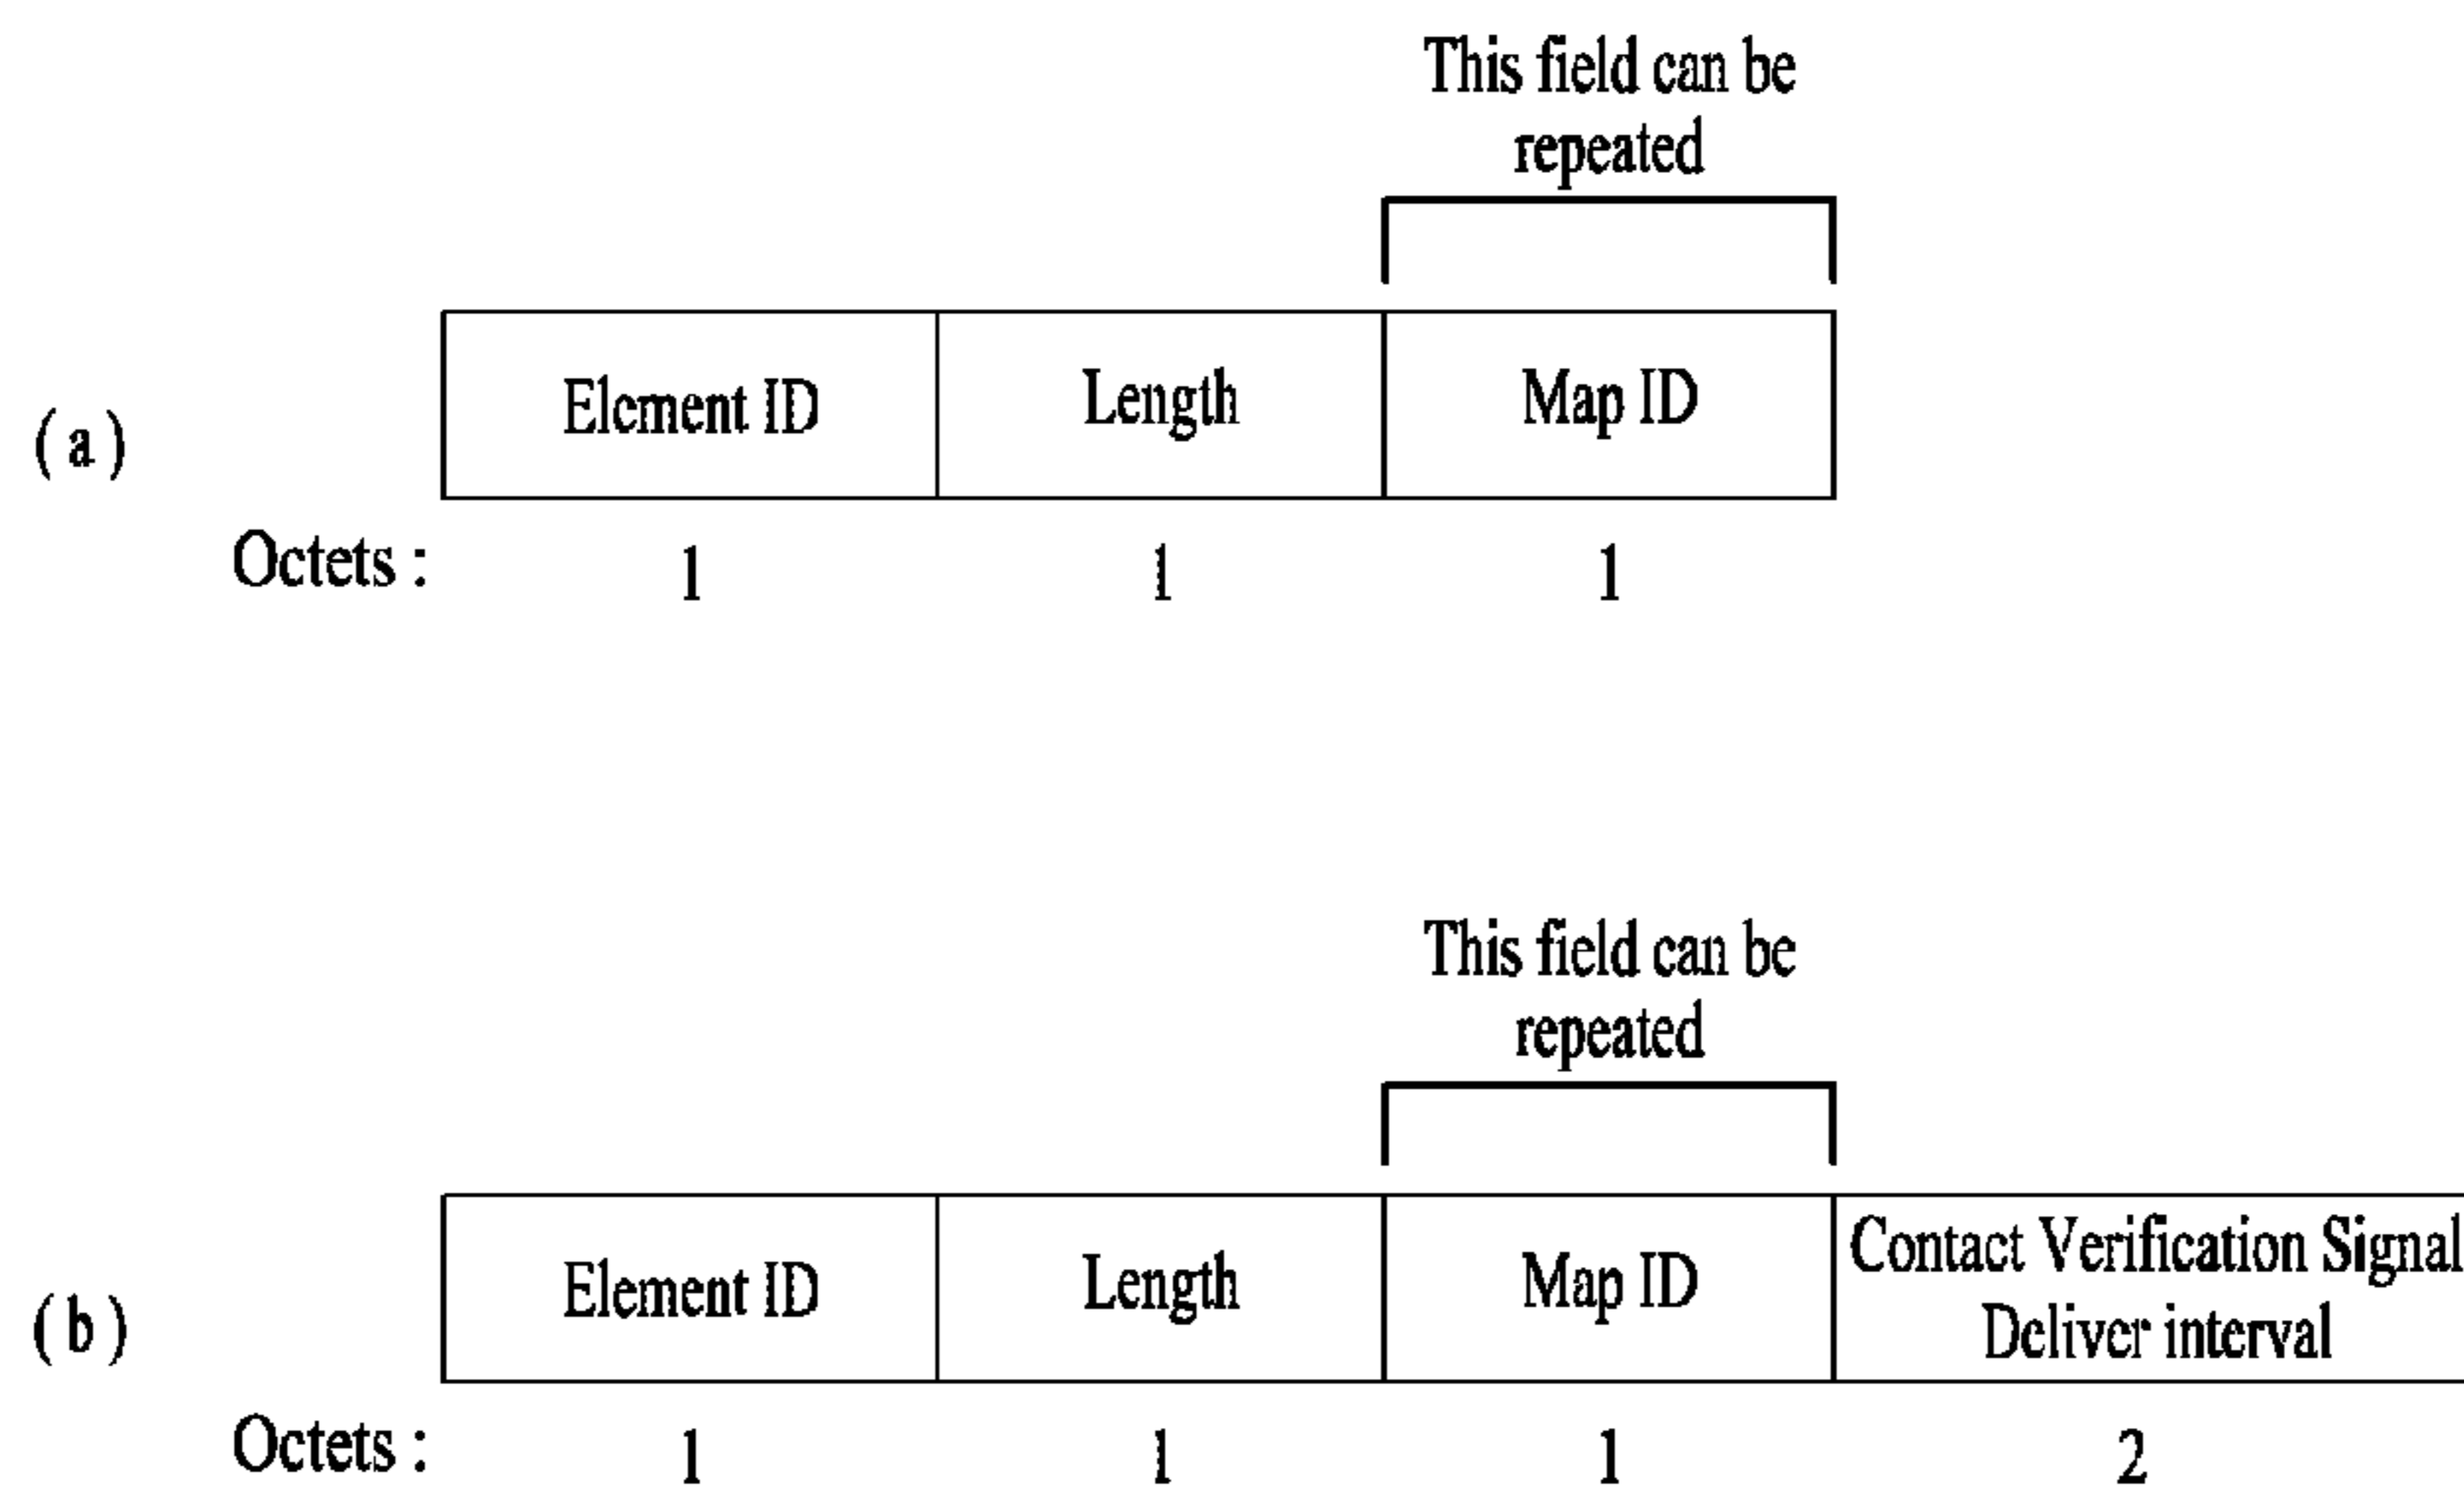 This field can be
repeated
Element ID
Length
Map ID
(a)
Octets :
1
1
1
This field can be
repeated
Element ID
Length
Map ID
Contact Verification Signal
Deliver interval
(b)
Octets :
1
1
1
2